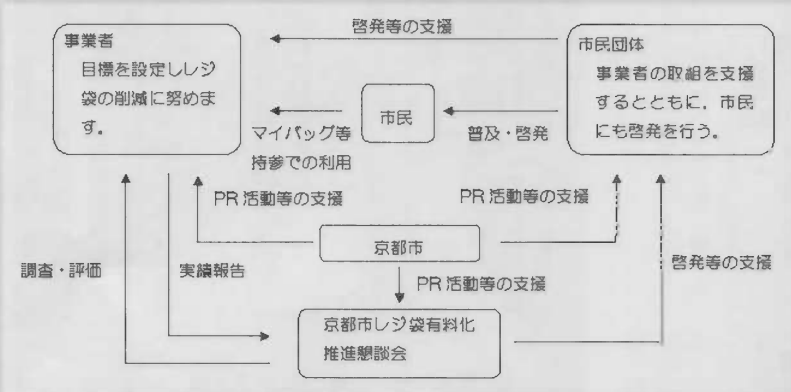 啓発等の支援
事業者
目標を設定しレジ
袋の削減に努めま
す。
市民団体
事業者の取組を支援
するとともに，市民
にも啓発を行う。
市民
マイバッグ等
持参での利用
普及・啓発
PR活動等の支援
PR活動等の支援
京都市
調査・評価
実績報告
PR活動等の支援
啓発等の支援
京都市レジ袋有料化
推進懇談会